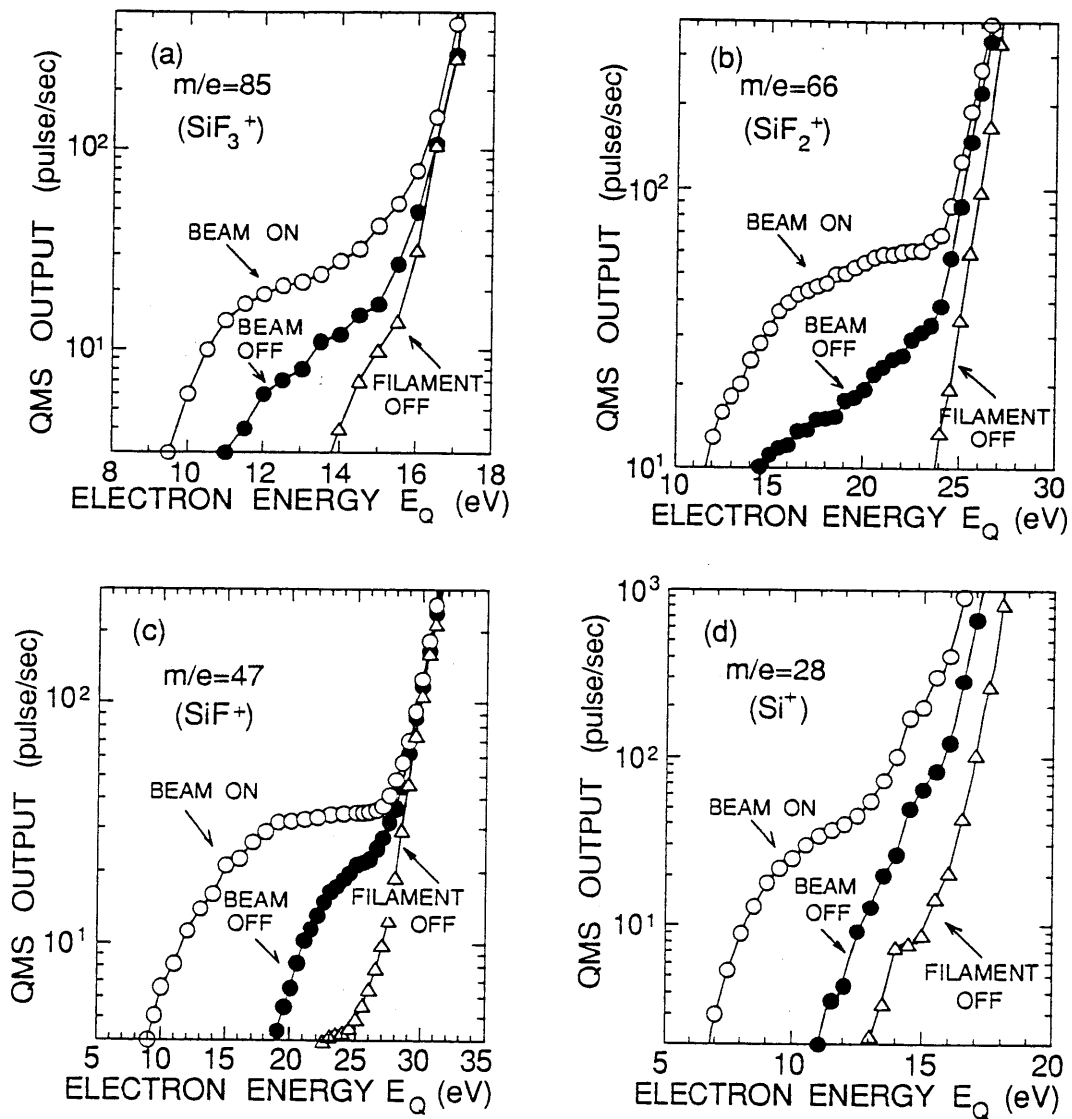 (a)
m/e=85
(SiF3+)
BEAM ON
BEAM
OFF
FILAMENT
OFF
10²
10¹
QMS OUTPUT (pulse/sec)
8 10 12 14 16 18
ELECTRON ENERGY EQ (eV)
(b)
m/e=66
(SiF2+)
BEAM ON
BEAM
OFF
FILAMENT
OFF
10²
10¹
QMS OUTPUT (pulse/sec)
10 15 20 25 30
ELECTRON ENERGY EQ (eV)
(c)
m/e=47
(SiF+)
BEAM ON
BEAM
OFF
FILAMENT
OFF
10²
10¹
QMS OUTPUT (pulse/sec)
5 10 15 20 25 30 35
ELECTRON ENERGY EQ (eV)
(d)
m/e=28
(Si+)
BEAM ON
BEAM
OFF
FILAMENT
OFF
10³
10²
10¹
QMS OUTPUT (pulse/sec)
5 10 15 20
ELECTRON ENERGY EQ (eV)